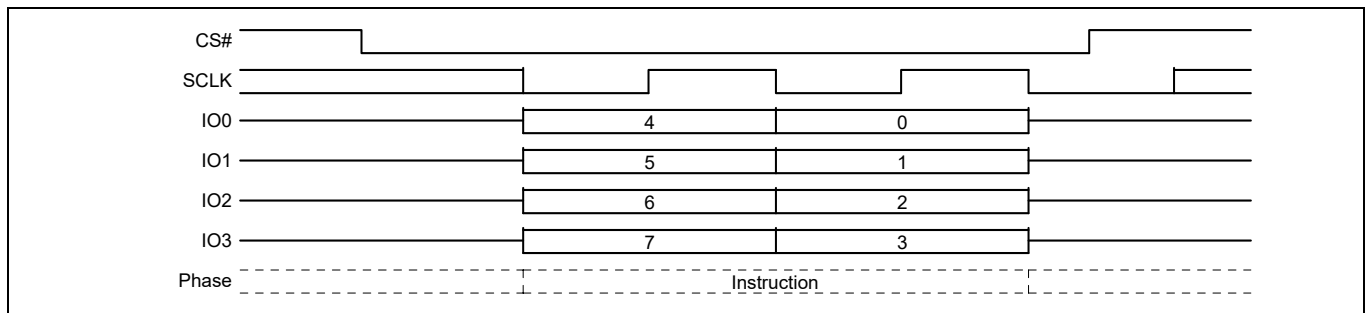 CS#
SCLK
IO0 4 0
IO1 5 1
IO2 6 2
IO3 7 3
Phase Instruction